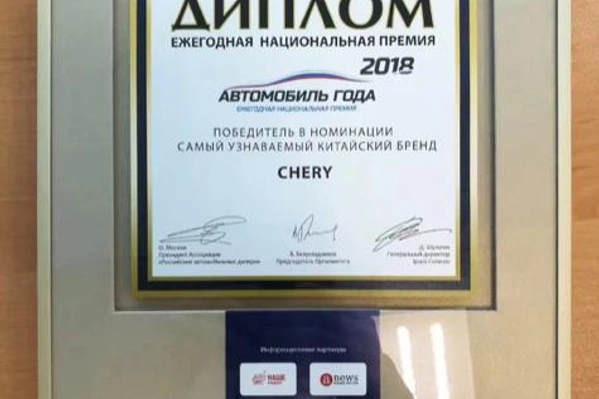 ДИПЛОМ
ЕЖЕГОДНАЯ НАЦИОНАЛЬНАЯ ПРЕМИЯ
2018
АВТОМОБИЛЬ ГОДА
ЕЖЕГОДНАЯ НАЦИОНАЛЬНАЯ ПРЕМИЯ
ПОБЕДИТЕЛЬ В НОМИНАЦИИ
САМЫЙ УЗНАВАЕМЫЙ КИТАЙСКИЙ БРЕНД
CHERY
Президент Ассоциации
«Российские автомобильные дилеры»
Председатель Оргкомитета
Генеральный директор
Информационные партнеры
НАШЕ
news